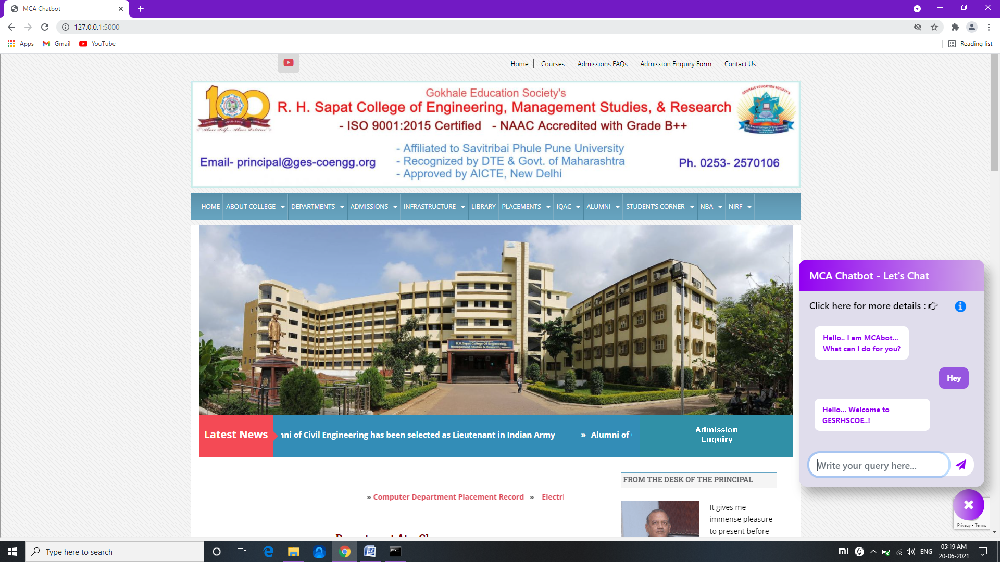 MCA Chatbot
127.0.0.1:5000
Apps
Gmail
YouTube
Reading list
Home
Courses
Admissions FAQs
Admission Enquiry Form
Contact Us
Gokhale Education Society's
R. H. Sapat College of Engineering, Management Studies, & Research
- ISO 9001:2015 Certified - NAAC Accredited with Grade B++
- Affiliated to Savitribai Phule Pune University
- Recognized by DTE & Govt. of Maharashtra
- Approved by AICTE, New Delhi
Email- principal@ges-coengg.org
Ph. 0253- 2570106
HOME ABOUT COLLEGE DEPARTMENTS ADMISSIONS INFRASTRUCTURE LIBRARY PLACEMENTS IQAC ALUMNI STUDENT'S CORNER NBA NIRF
R.H.Sapat College Of Engineering,
Management Studies & Research,
Latest News
ni of Civil Engineering has been selected as Lieutenant in Indian Army
» Alumni of
Admission
Enquiry
» Computer Department Placement Record » Electri
FROM THE DESK OF THE PRINCIPAL
It gives me
immense pleasure
to present before
MCA Chatbot - Let's Chat
Click here for more details :
Hello.. I am MCAbot...
What can I do for you?
Hey
Hello... Welcome to
GESRHSCOE..!
Write your query here...
Privacy - Terms
Type here to search
ENG
05:19 AM
20-06-2021